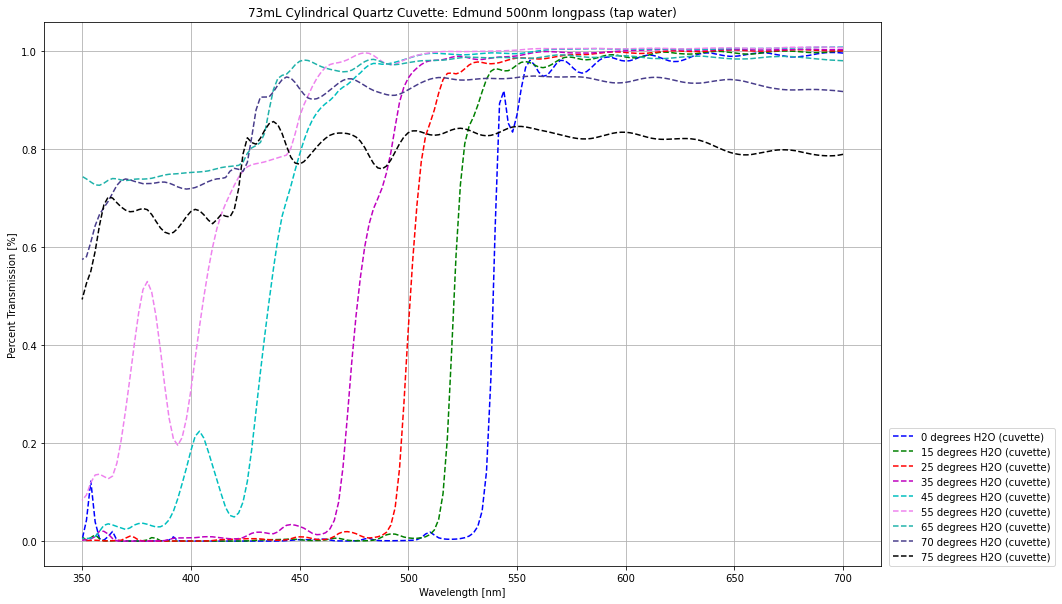 73mL Cylindrical Quartz Cuvette: Edmund 500nm longpass (tap water)
Percent Transmission [%]
1.0
0.8
0.6
0.4
0.2
0.0
350 400 450 500 550 600 650 700
Wavelength [nm]
0 degrees H2O (cuvette)
15 degrees H2O (cuvette)
25 degrees H2O (cuvette)
35 degrees H2O (cuvette)
45 degrees H2O (cuvette)
55 degrees H2O (cuvette)
65 degrees H2O (cuvette)
70 degrees H2O (cuvette)
75 degrees H2O (cuvette)